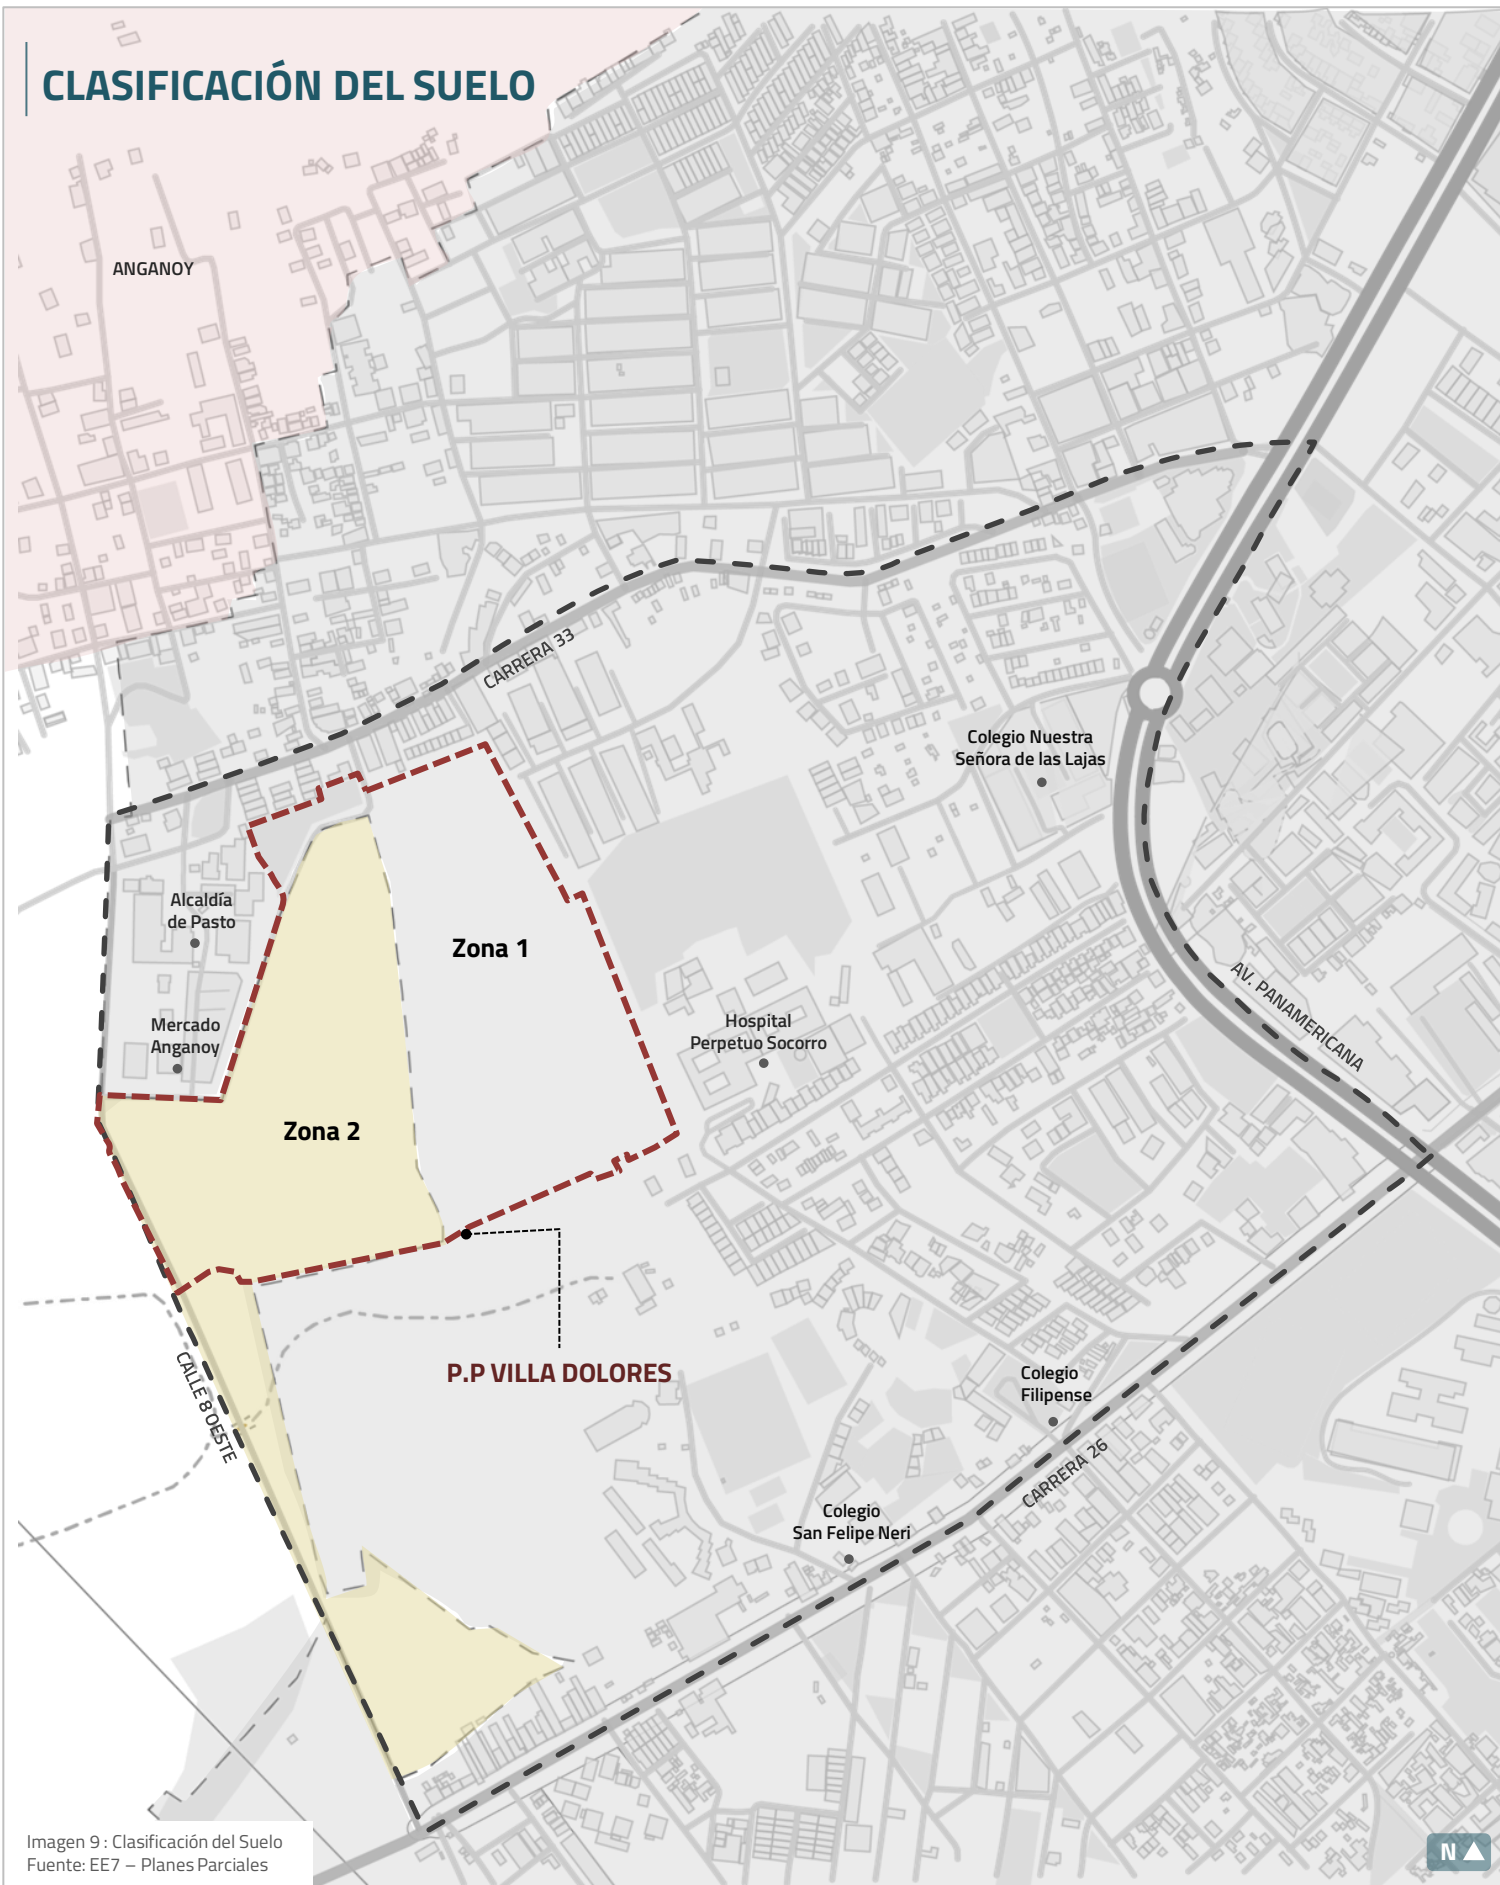 CLASIFICACIÓN DEL SUELO
ANGANOY
CARRERA 33
Colegio Nuestra
Señora de las Lajas
Alcaldía
de Pasto
Zona 1
AV. PANAMERICANA
Mercado
Anganoy
Hospital
Perpetuo Socorro
Zona 2
P.P VILLA DOLORES
CALLE 8 OESTE
Colegio
Filipense
CARRERA 26
Colegio
San Felipe Neri
Imagen 9 : Clasificación del Suelo
Fuente: EE7 – Planes Parciales
N